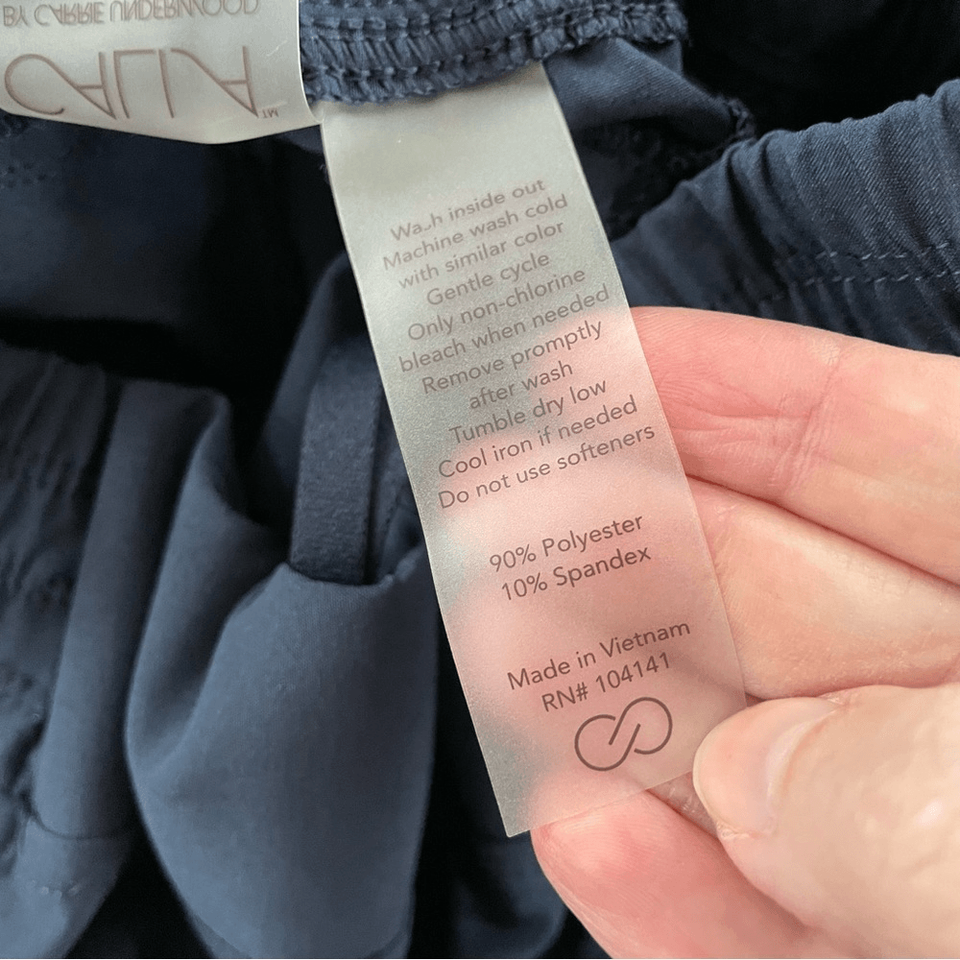 BY CARRIE UNDERWOOD
CALIA™
Wash inside out
Machine wash cold
with similar color
Gentle cycle
Only non-chlorine
bleach when needed
Remove promptly
after wash
Tumble dry low
Cool iron if needed
Do not use softeners
90% Polyester
10% Spandex
Made in Vietnam
RN# 104141